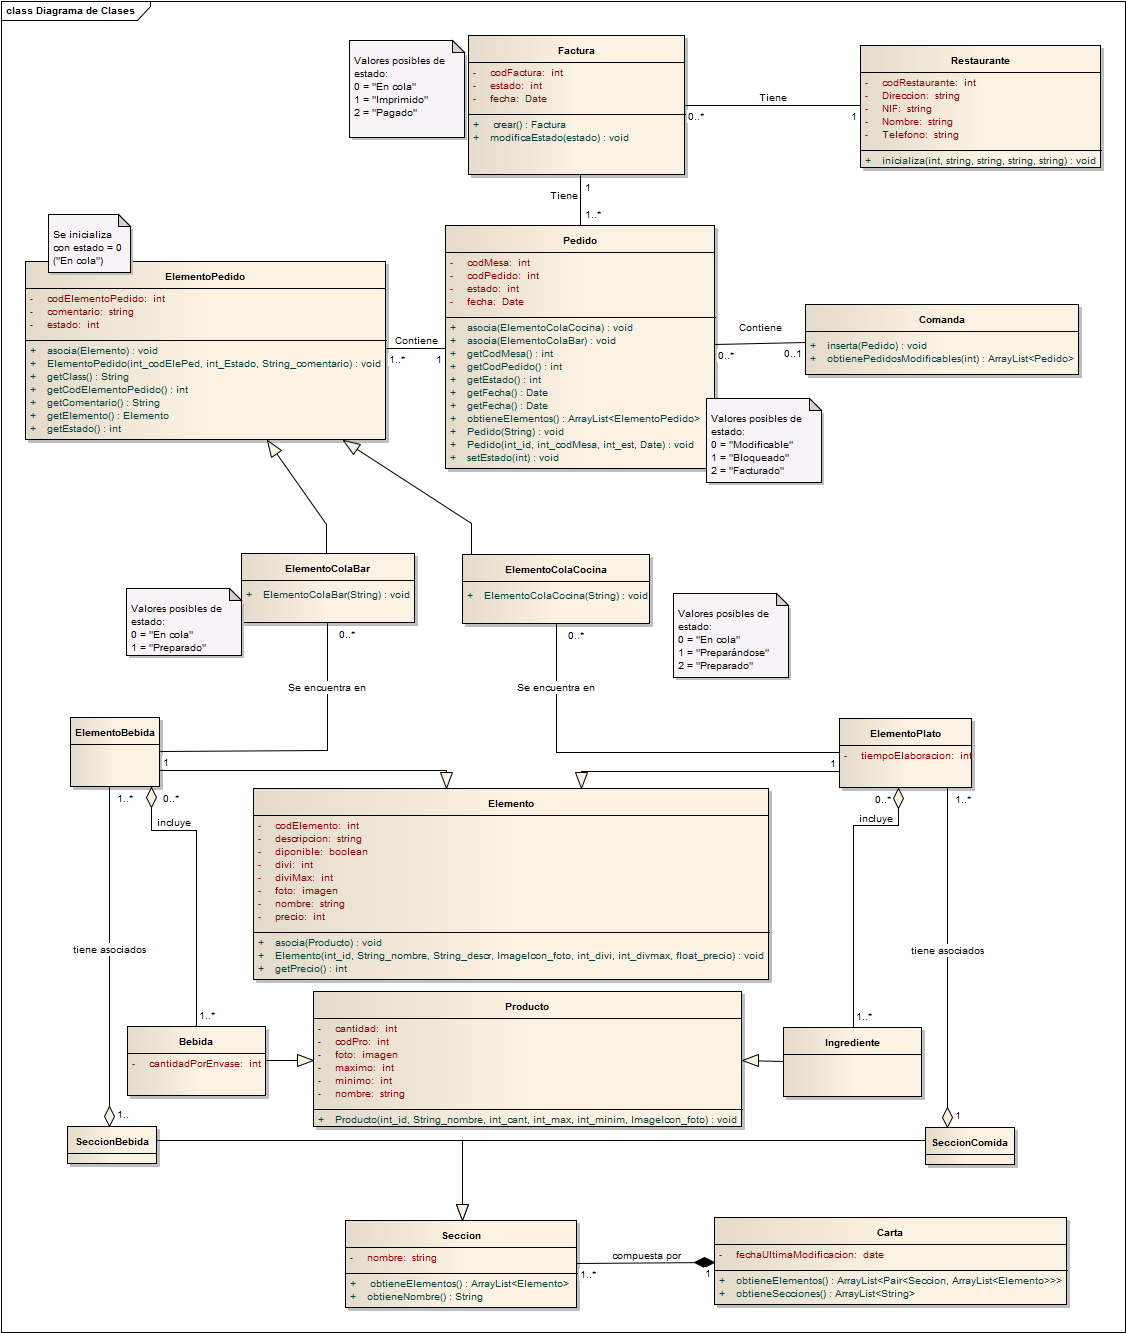 class Diagrama de Clases
Valores posibles de
estado:
0 = "En cola"
1 = "Imprimido"
2 = "Pagado"
Factura
- codFactura: int
- estado: int
- fecha: Date
+ crear() : Factura
+ modificaEstado(estado) : void
Tiene
0..*
1
Restaurante
- codRestaurante: int
- Direccion: string
- NIF: string
- Nombre: string
- Telefono: string
+ inicializa(int, string, string, string, string) : void
1
Tiene
1..*
Se inicializa
con estado = 0
("En cola")
ElementoPedido
- codElementoPedido: int
- comentario: string
- estado: int
+ asocia(Elemento) : void
+ ElementoPedido(int_codElePed, int_Estado, String_comentario) : void
+ getClass() : String
+ getCodElementoPedido() : int
+ getComentario() : String
+ getElemento() : Elemento
+ getEstado() : int
Contiene
1..*
1
Pedido
- codMesa: int
- codPedido: int
- estado: int
- fecha: Date
+ asocia(ElementoColaCocina) : void
+ asocia(ElementoColaBar) : void
+ getCodMesa() : int
+ getCodPedido() : int
+ getEstado() : int
+ getFecha() : Date
+ getFecha() : Date
+ obtieneElementos() : ArrayList<ElementoPedido>
+ Pedido(String) : void
+ Pedido(int_id, int_codMesa, int_est, Date) : void
+ setEstado(int) : void
Contiene
0..*
0..1
Comanda
+ inserta(Pedido) : void
+ obtienePedidosModificables(int) : ArrayList<Pedido>
Valores posibles de
estado:
0 = "Modificable"
1 = "Bloqueado"
2 = "Facturado"
ElementoColaBar
+ ElementoColaBar(String) : void
ElementoColaCocina
+ ElementoColaCocina(String) : void
Valores posibles de
estado:
0 = "En cola"
1 = "Preparado"
Valores posibles de
estado:
0 = "En cola"
1 = "Preparándose"
2 = "Preparado"
0..*
0..*
Se encuentra en
Se encuentra en
ElementoBebida
1
1
ElementoPlato
- tiempoElaboracion: int
1..*
0..*
incluye
0..*
1..*
incluye
Elemento
- codElemento: int
- descripcion: string
- diponible: boolean
- divi: int
- diviMax: int
- foto: imagen
- nombre: string
- precio: int
+ asocia(Producto) : void
+ Elemento(int_id, String_nombre, String_descr, ImageIcon_foto, int_divi, int_divmax, float_precio) : void
+ getPrecio() : int
tiene asociados
tiene asociados
1..*
1..*
Bebida
- cantidadPorEnvase: int
Producto
- cantidad: int
- codPro: int
- foto: imagen
- maximo: int
- minimo: int
- nombre: string
+ Producto(int_id, String_nombre, int_cant, int_max, int_minim, ImageIcon_foto) : void
Ingrediente
1..
1
SeccionBebida
SeccionComida
Seccion
- nombre: string
+ obtieneElementos() : ArrayList<Elemento>
+ obtieneNombre() : String
compuesta por
1..*
1
Carta
- fechaUltimaModificacion: date
+ obtieneElementos() : ArrayList<Pair<Seccion, ArrayList<Elemento>>>
+ obtieneSecciones() : ArrayList<String>